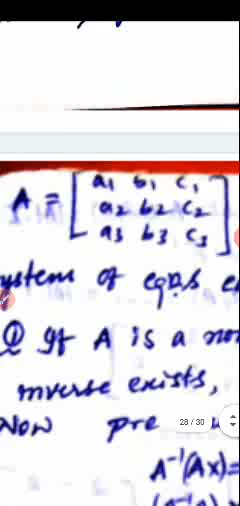 A = [ a1 b1 c1
a2 b2 c2
a3 b3 c3 ]
ystem of eqns
① If A is a
inverse exists,
Now pre
28 / 30
A⁻¹(Ax)=